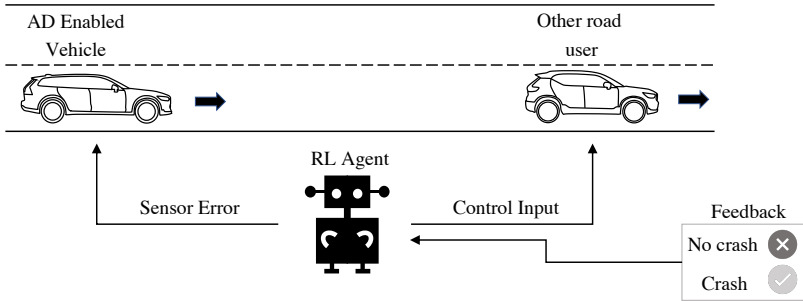 AD Enabled
Vehicle
Other road
user
RL Agent
Sensor Error
Control Input
Feedback
No crash
Crash